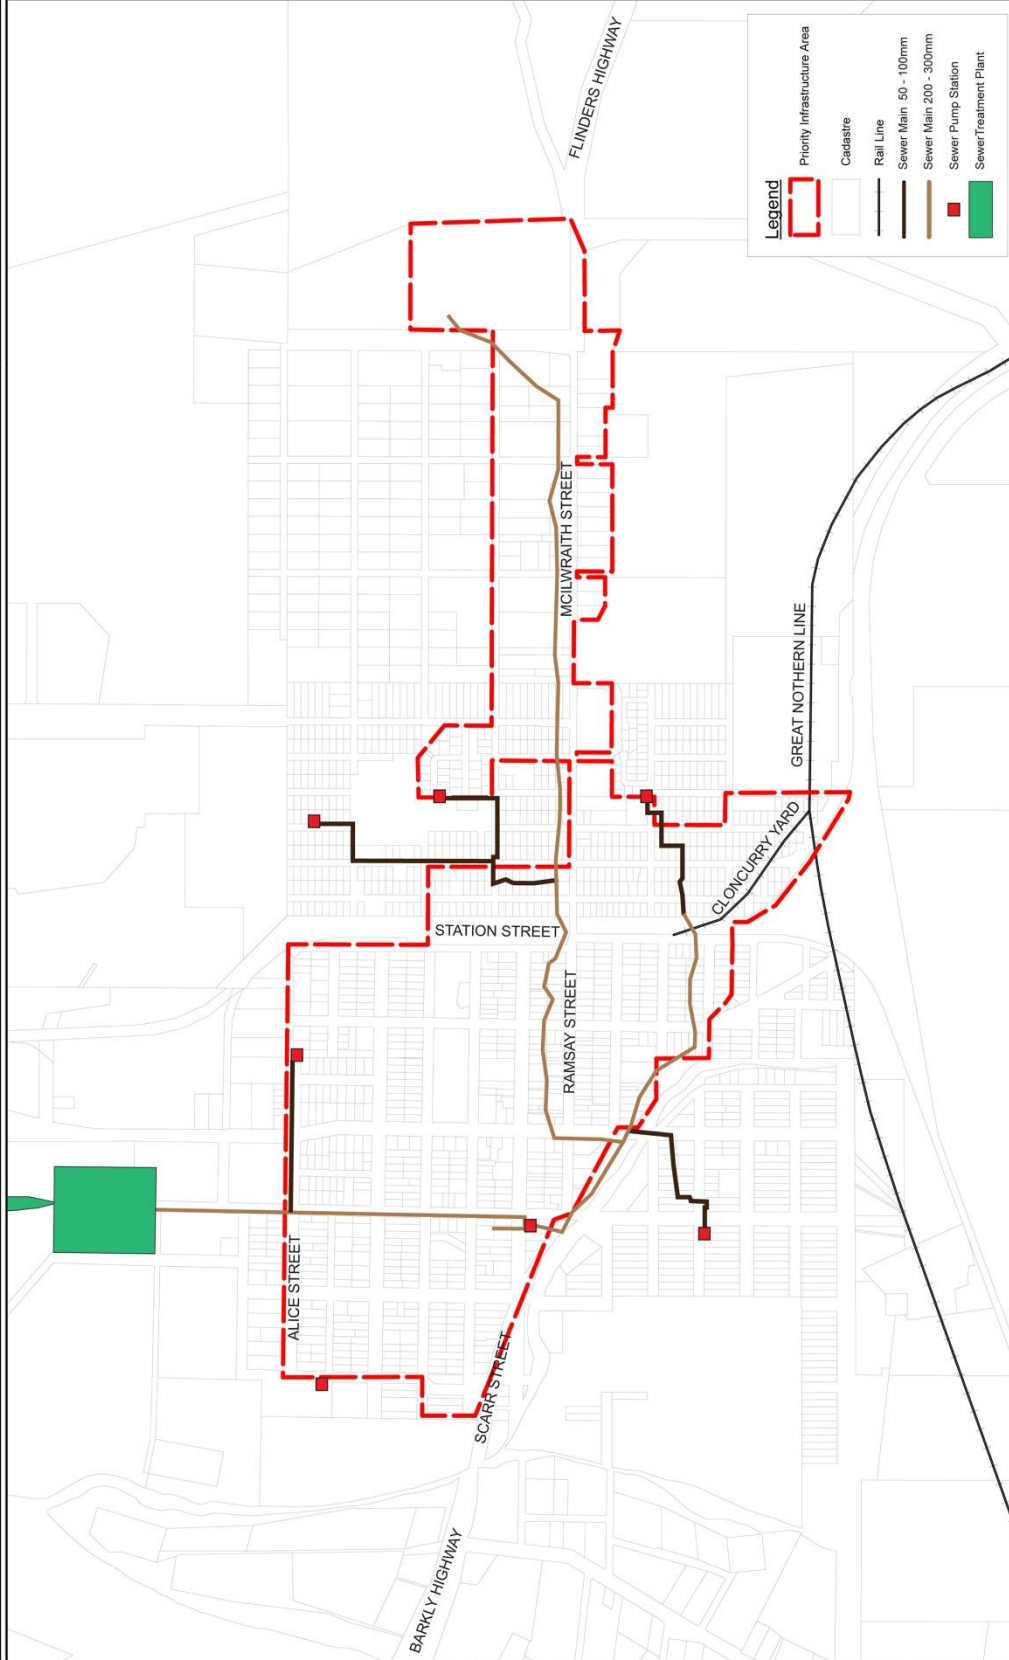 FLINDERS HIGHWAY
Legend
Priority Infrastructure Area
Cadastre
Rail Line
Sewer Main 50 - 100mm
Sewer Main 200 - 300mm
Sewer Pump Station
SewerTreatment Plant
MCILWRAITH STREET
GREAT NOTHERN LINE
CLONCURRY YARD
STATION STREET
RAMSAY STREET
ALICE STREET
SCARR STREET
BARKLY HIGHWAY